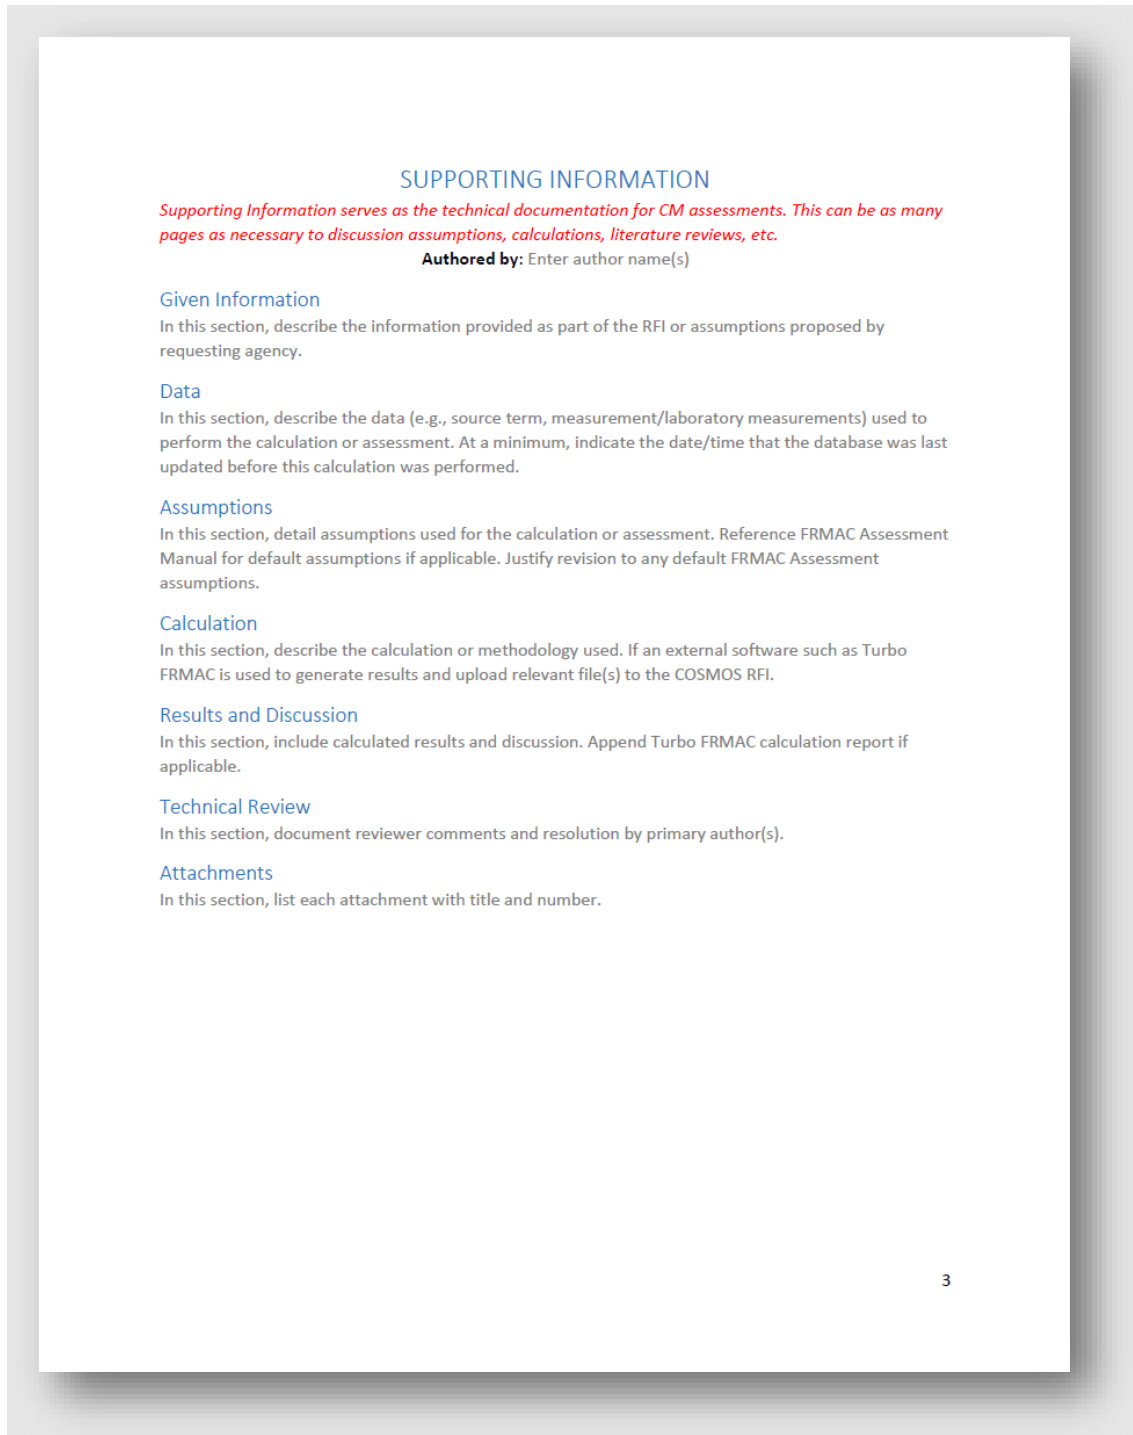 SUPPORTING INFORMATION
Supporting Information serves as the technical documentation for CM assessments. This can be as many
pages as necessary to discussion assumptions, calculations, literature reviews, etc.
Authored by: Enter author name(s)
Given Information
In this section, describe the information provided as part of the RFI or assumptions proposed by
requesting agency.
Data
In this section, describe the data (e.g., source term, measurement/laboratory measurements) used to
perform the calculation or assessment. At a minimum, indicate the date/time that the database was last
updated before this calculation was performed.
Assumptions
In this section, detail assumptions used for the calculation or assessment. Reference FRMAC Assessment
Manual for default assumptions if applicable. Justify revision to any default FRMAC Assessment
assumptions.
Calculation
In this section, describe the calculation or methodology used. If an external software such as Turbo
FRMAC is used to generate results and upload relevant file(s) to the COSMOS RFI.
Results and Discussion
In this section, include calculated results and discussion. Append Turbo FRMAC calculation report if
applicable.
Technical Review
In this section, document reviewer comments and resolution by primary author(s).
Attachments
In this section, list each attachment with title and number.
3